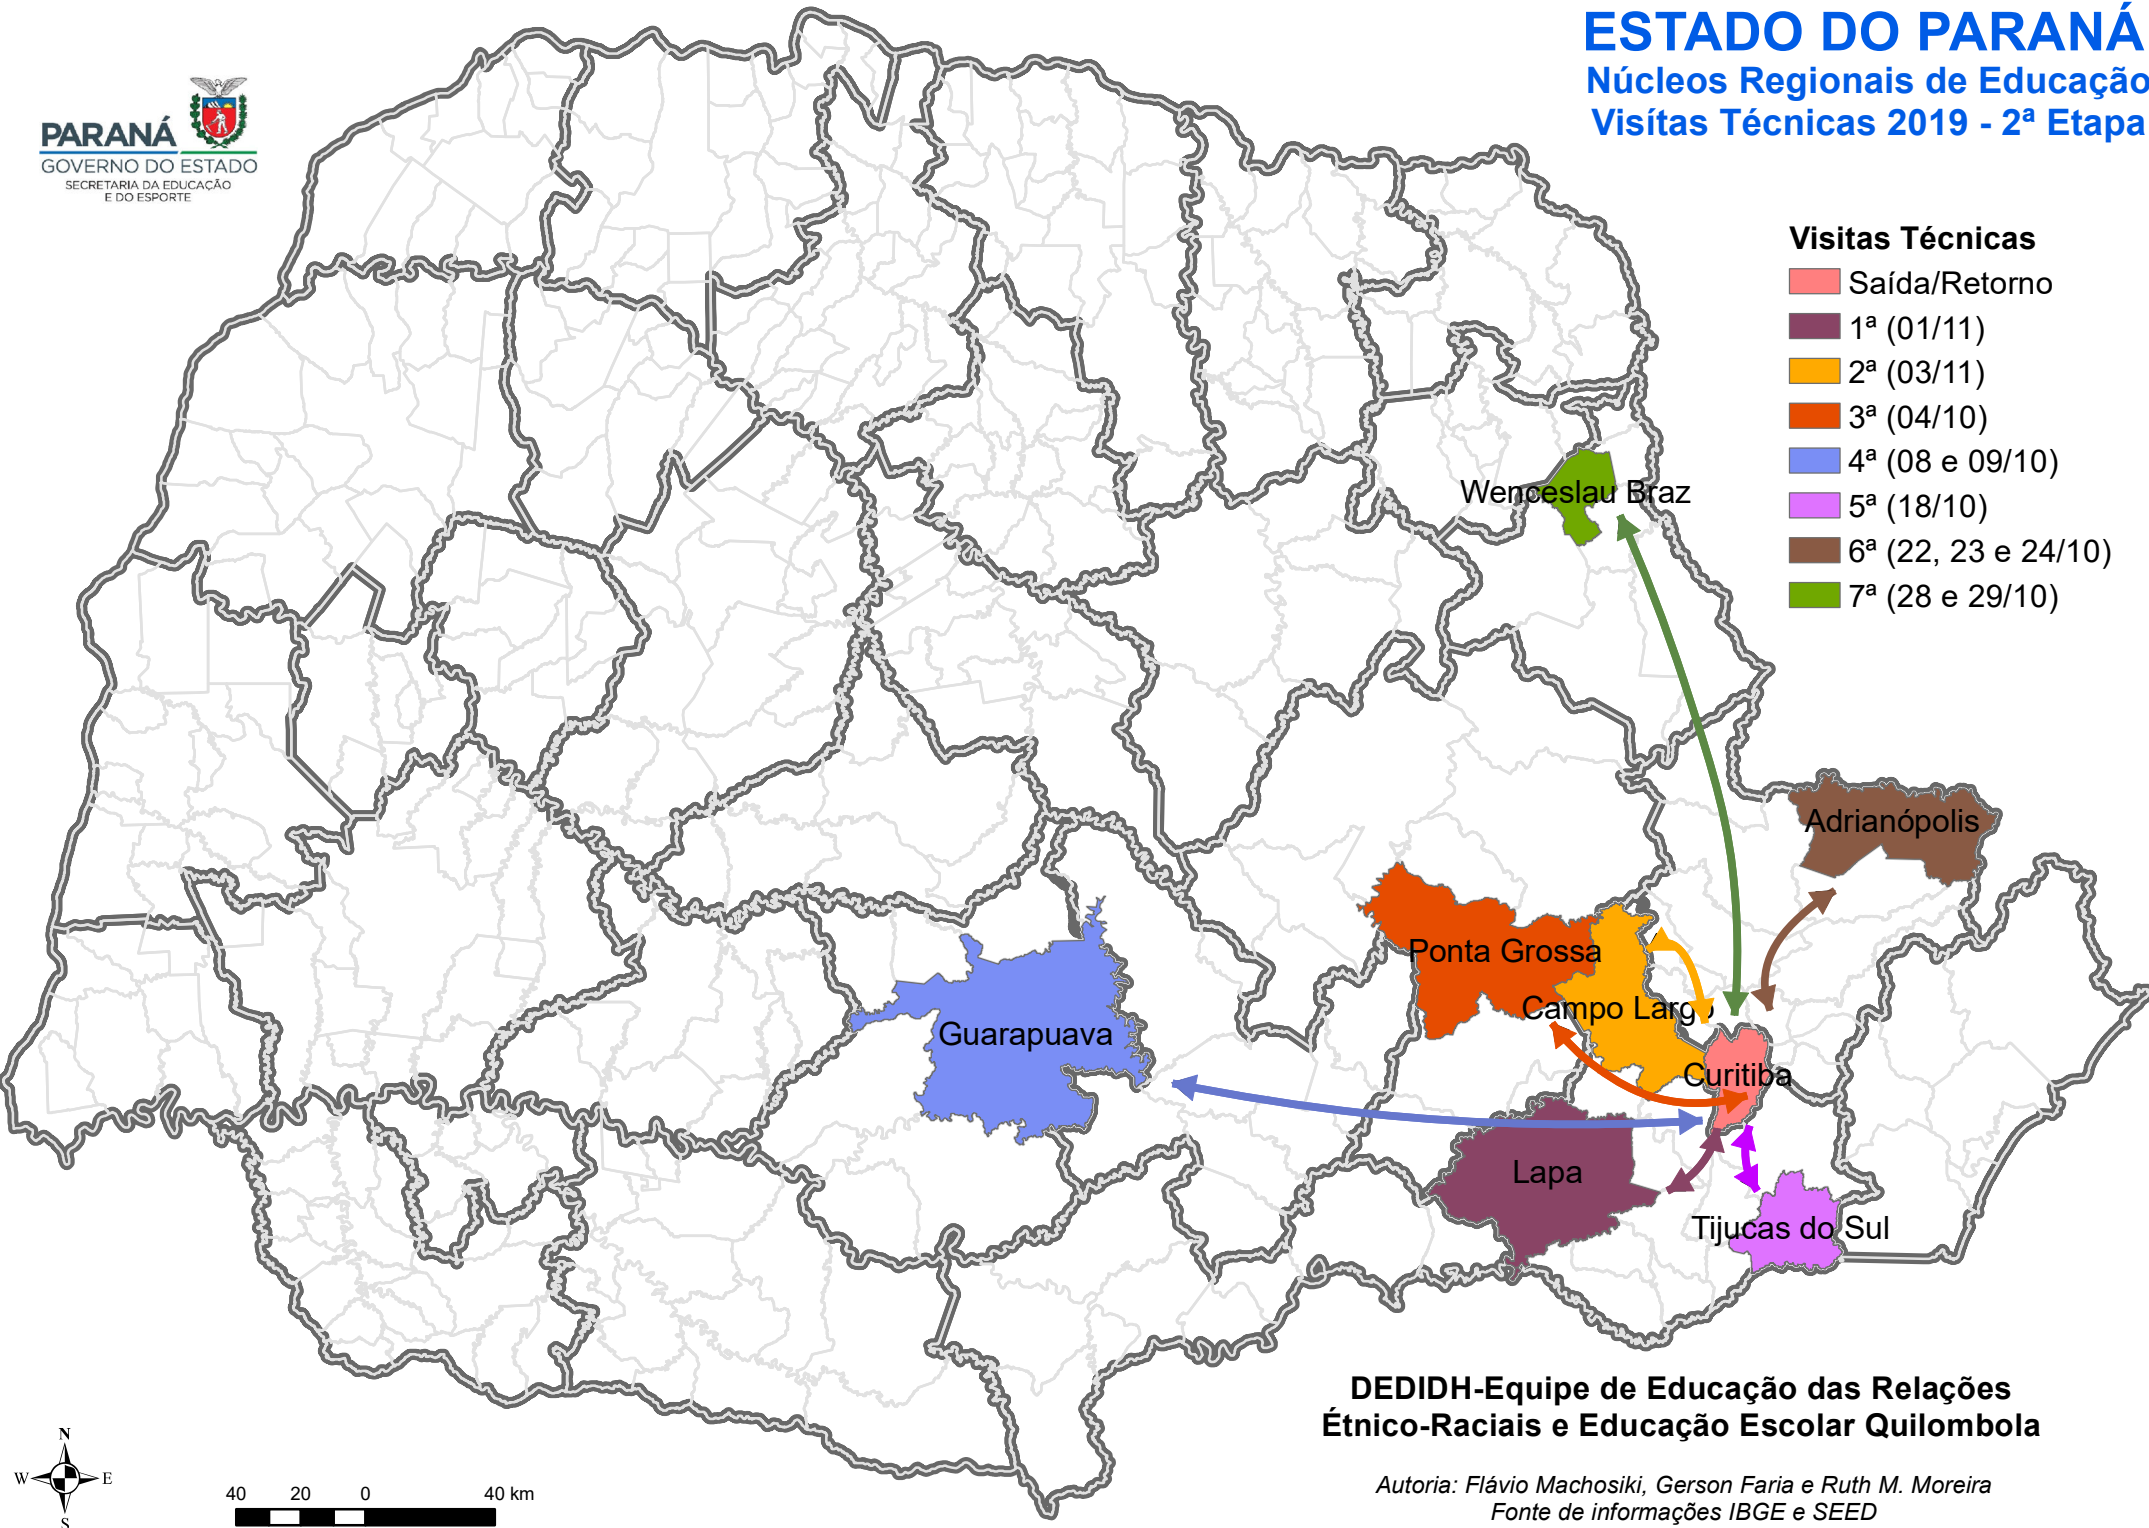 ESTADO DO PARANÁ
Núcleos Regionais de Educação
Visítas Técnicas 2019 - 2ª Etapa
PARANÁ
GOVERNO DO ESTADO
SECRETARIA DA EDUCAÇÃO
E DO ESPORTE
Visitas Técnicas
Saída/Retorno
1ª (01/11)
2ª (03/11)
3ª (04/10)
4ª (08 e 09/10)
5ª (18/10)
6ª (22, 23 e 24/10)
7ª (28 e 29/10)
Wenceslau Braz
Adrianópolis
Ponta Grossa
Campo Largo
Guarapuava
Curitiba
Lapa
Tijucas do Sul
DEDIDH-Equipe de Educação das Relações
Étnico-Raciais e Educação Escolar Quilombola
Autoria: Flávio Machosiki, Gerson Faria e Ruth M. Moreira
Fonte de informações IBGE e SEED
N
W E
S
40 20 0 40 km